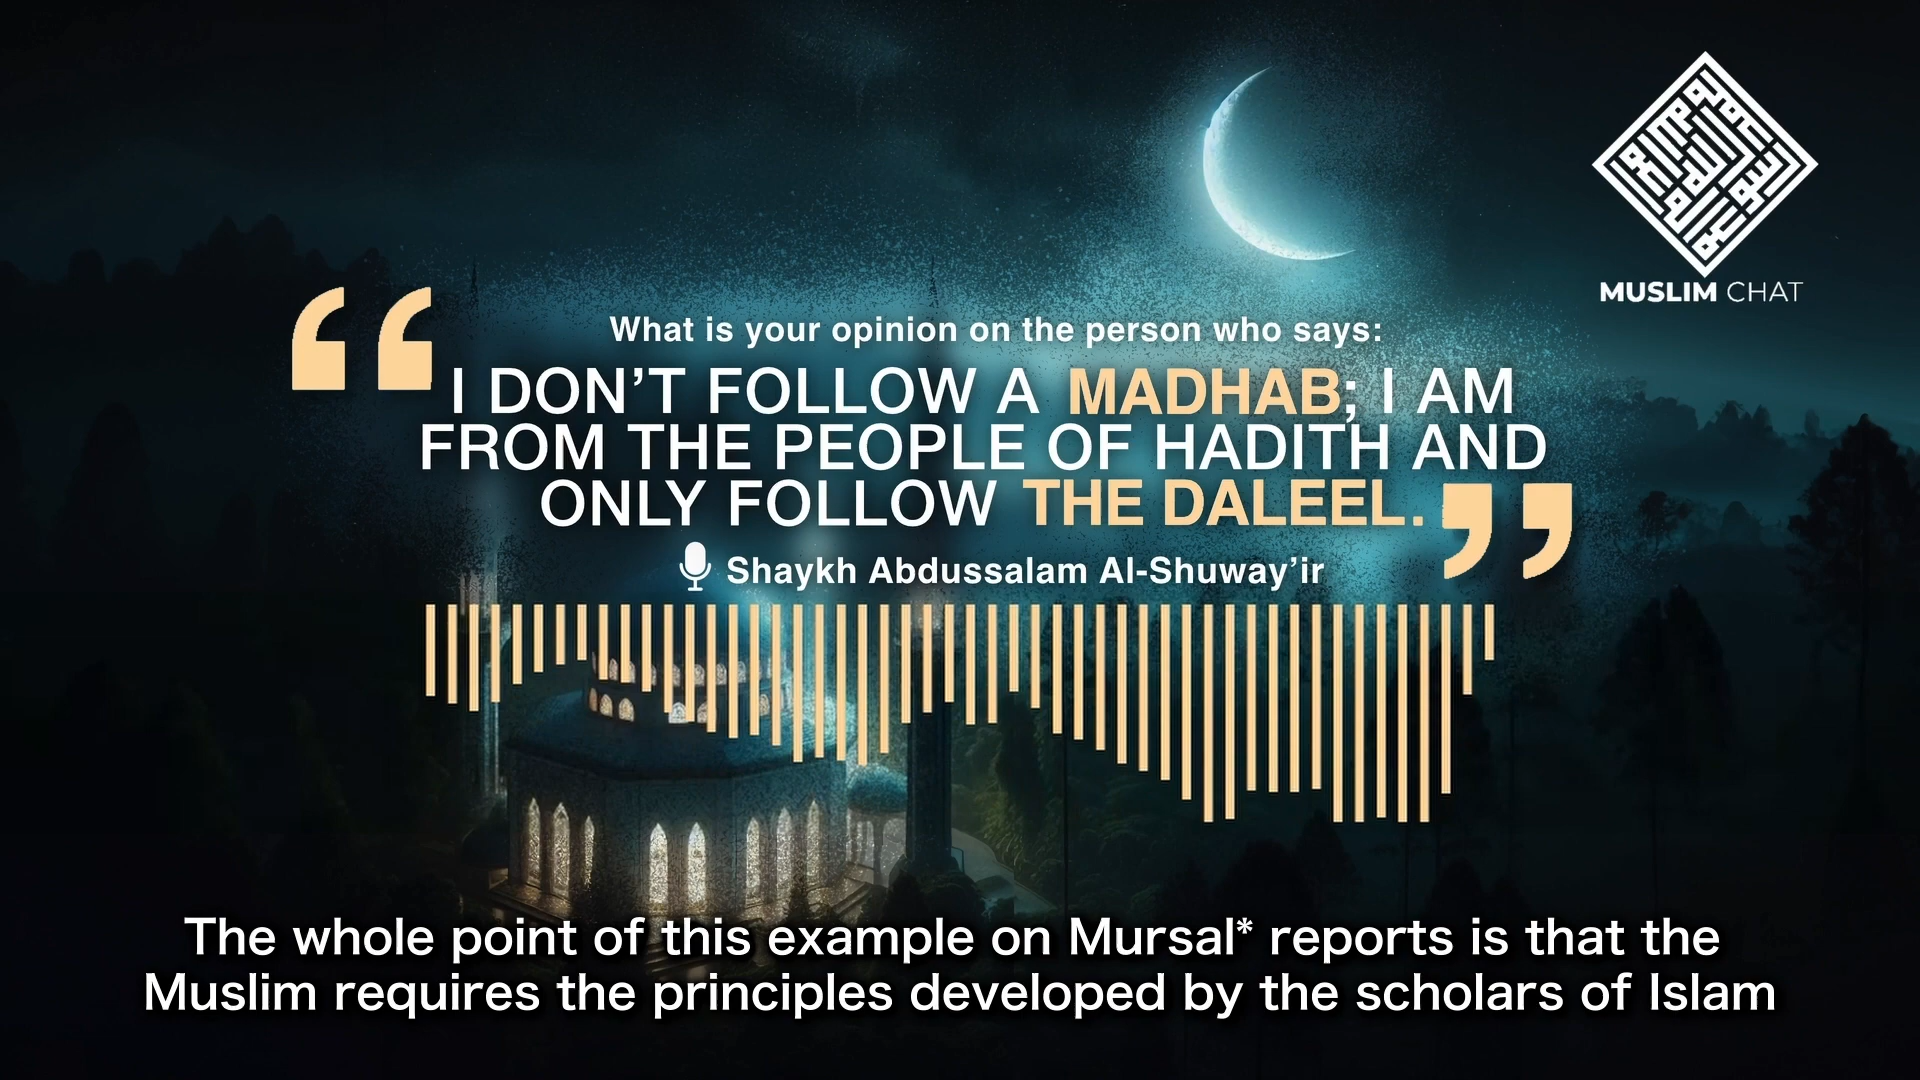 MUSLIM CHAT
What is your opinion on the person who says:
“I DON’T FOLLOW A MADHAB; I AM
FROM THE PEOPLE OF HADITH AND
ONLY FOLLOW THE DALEEL.”
Shaykh Abdussalam Al-Shuway’ir
The whole point of this example on Mursal* reports is that the
Muslim requires the principles developed by the scholars of Islam